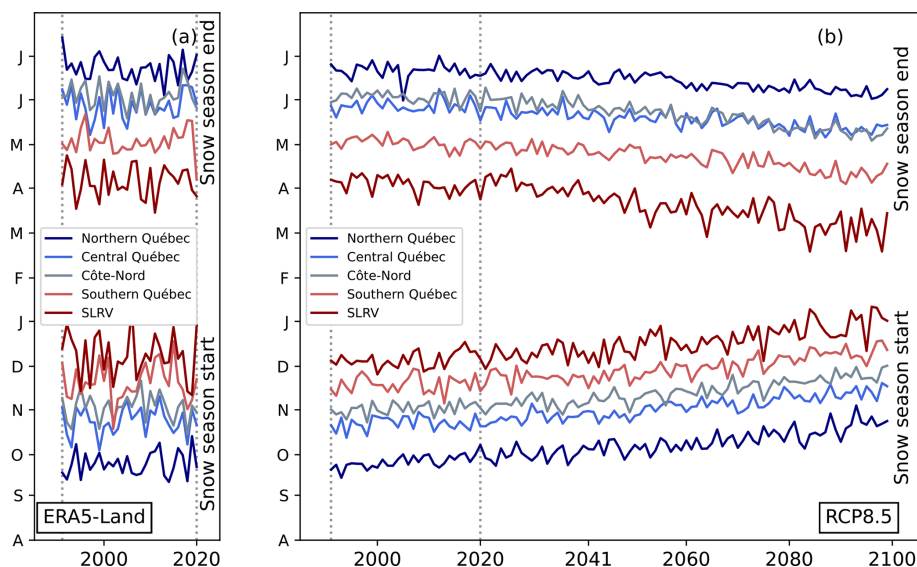 (a)
J
J
M
A
M
F
J
D
N
O
S
A
Snow season end
Snow season start
Northern Québec
Central Québec
Côte-Nord
Southern Québec
SLRV
ERA5-Land
2000
2020
(b)
Snow season end
Snow season start
Northern Québec
Central Québec
Côte-Nord
Southern Québec
SLRV
RCP8.5
2000
2020
2041
2060
2080
2100